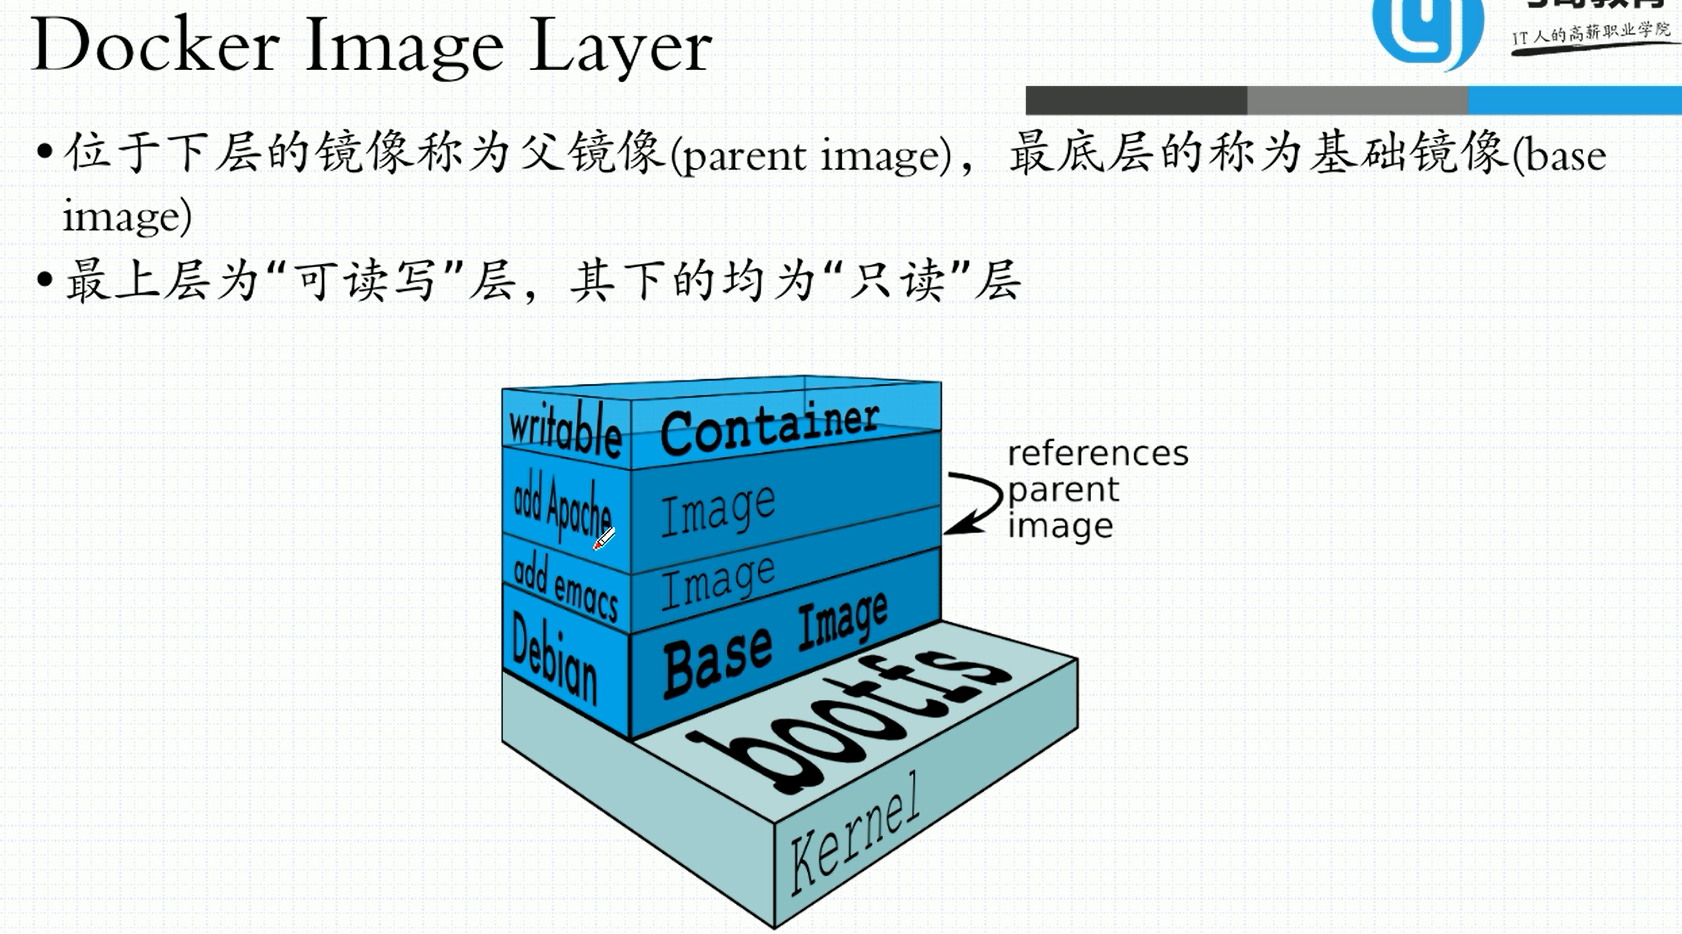 Docker Image Layer
IT人的高薪职业学院
•位于下层的镜像称为父镜像(parent image)，最底层的称为基础镜像(base
image)
•最上层为“可读写”层，其下的均为“只读”层
writable Container
add Apache Image
add emacs Image
Debian Base Image
references
parent
image
bootfs
Kernel